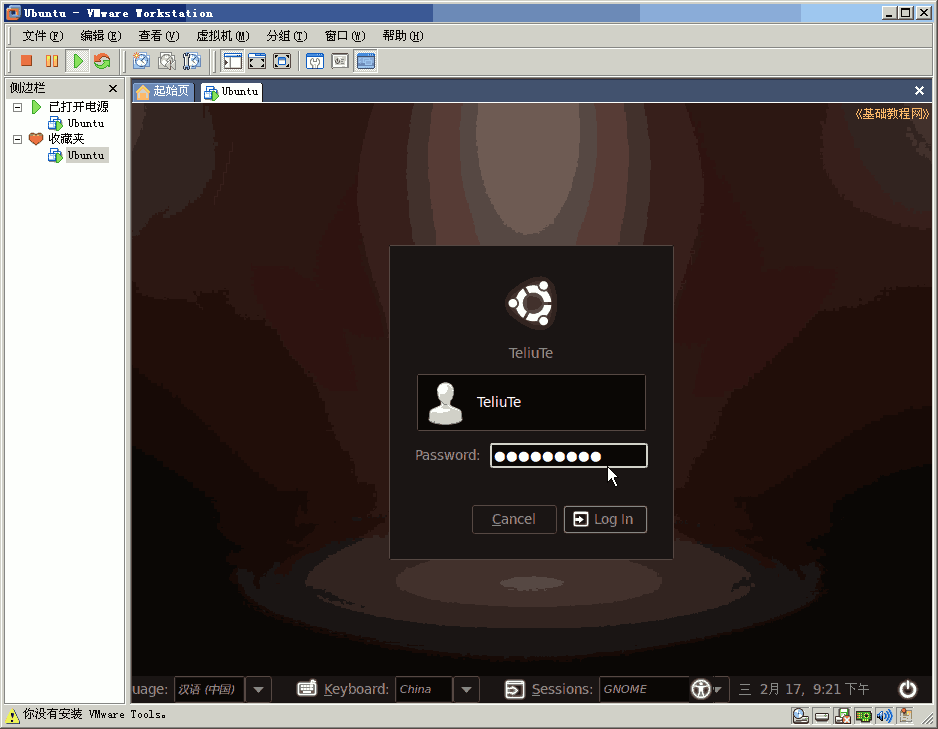 Ubuntu - VMware Workstation
文件(F) 编辑(E) 查看(V) 虚拟机(M) 分组(T) 窗口(W) 帮助(H)
侧边栏
已打开电源
Ubuntu
收藏夹
Ubuntu
起始页 Ubuntu
《基础教程网》
TeliuTe
TeliuTe
Password:
Cancel Log In
uage: 汉语 (中国) Keyboard: China Sessions: GNOME 三 2月 17, 9:21 下午
你没有安装 VMware Tools。